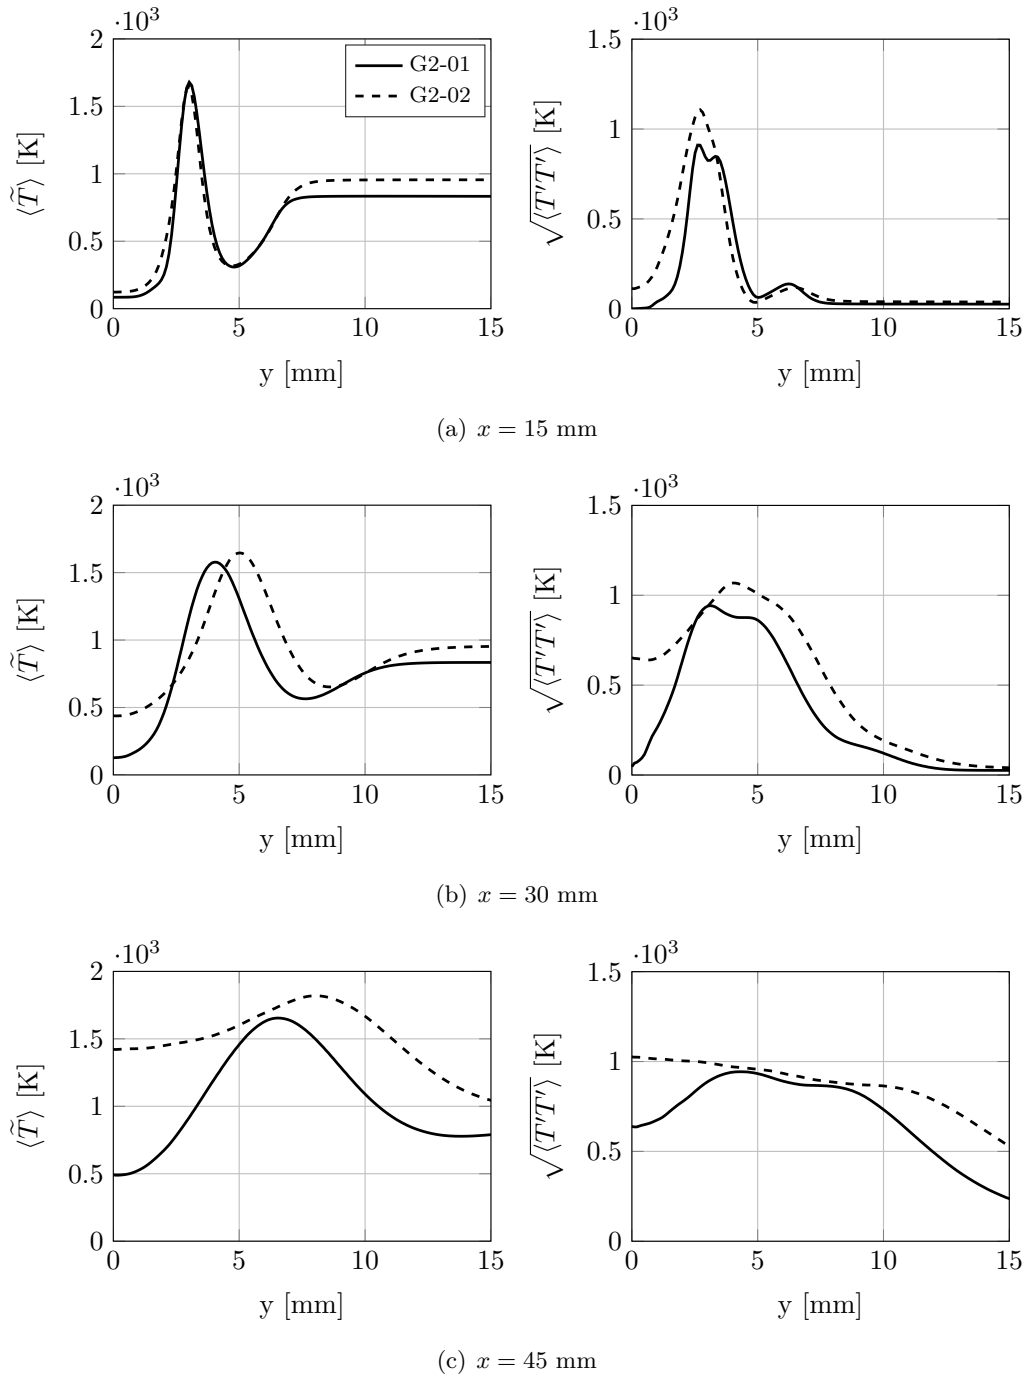 ·10³
2
1.5
1
0.5
0
0 5 10 15
⟨T̃⟩ [K]
y [mm]
G2-01
G2-02
·10³
1.5
1
0.5
0
0 5 10 15
√⟨T′T′⟩ [K]
y [mm]
(a) x = 15 mm
·10³
2
1.5
1
0.5
0
0 5 10 15
⟨T̃⟩ [K]
y [mm]
·10³
1.5
1
0.5
0
0 5 10 15
√⟨T′T′⟩ [K]
y [mm]
(b) x = 30 mm
·10³
2
1.5
1
0.5
0
0 5 10 15
⟨T̃⟩ [K]
y [mm]
·10³
1.5
1
0.5
0
0 5 10 15
√⟨T′T′⟩ [K]
y [mm]
(c) x = 45 mm